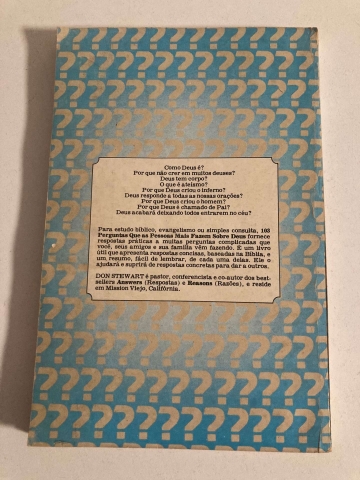 Como Deus é?
Por que não crer em muitos deuses?
Deus tem corpo?
O que é ateísmo?
Por que Deus criou o inferno?
Deus responde a todas as nossas orações?
Por que Deus criou o homem?
Por que Deus é chamado de Pai?
Deus acabará deixando todos entrarem no céu?
Para estudo bíblico, evangelismo ou simples consulta, 103
Perguntas Que as Pessoas Mais Fazem Sobre Deus fornece
respostas práticas a muitas perguntas complicadas que
você, seus amigos e sua família vêm fazendo. É um livro
útil que apresenta respostas concisas, baseadas na Bíblia, e
um resumo, fácil de lembrar, de cada uma delas. Ele o
ajudará e suprirá de respostas concretas para dar a outros.
DON STEWART é pastor, conferencista e co-autor dos best-
sellers Answers (Respostas) e Reasons (Razões), e reside
em Mission Viejo, Califórnia.